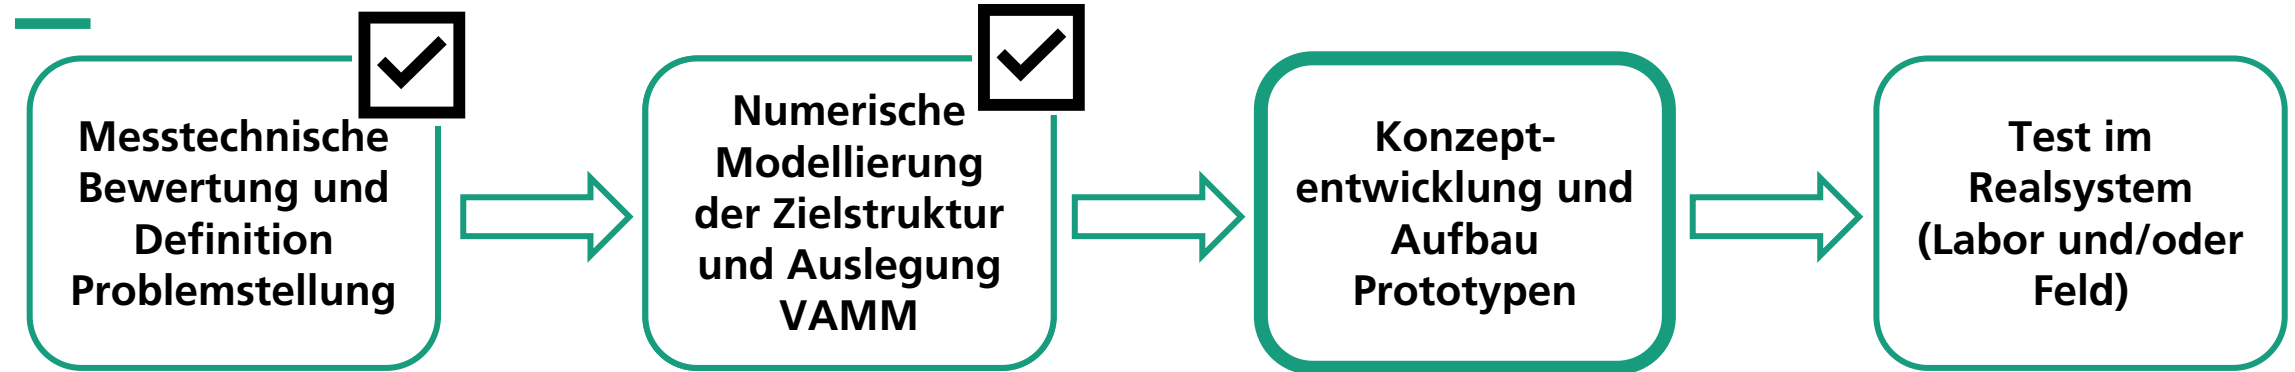 Messtechnische
Bewertung und
Definition
Problemstellung
Numerische
Modellierung
der Zielstruktur
und Auslegung
VAMM
Konzept-
entwicklung und
Aufbau
Prototypen
Test im
Realsystem
(Labor und/oder
Feld)